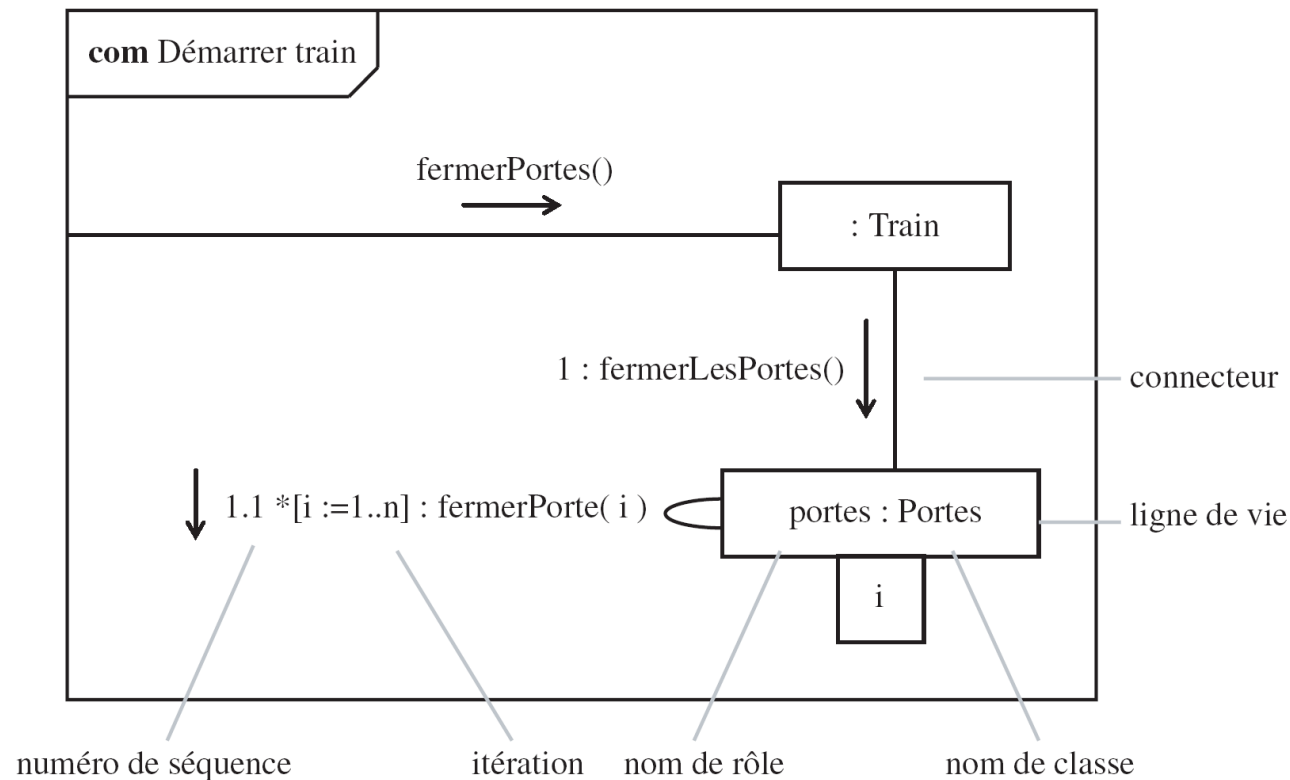 com Démarrer train
fermerPortes()
: Train
1 : fermerLesPortes()
connecteur
1.1 *[i :=1..n] : fermerPorte( i )
portes : Portes
ligne de vie
i
numéro de séquence
itération
nom de rôle
nom de classe